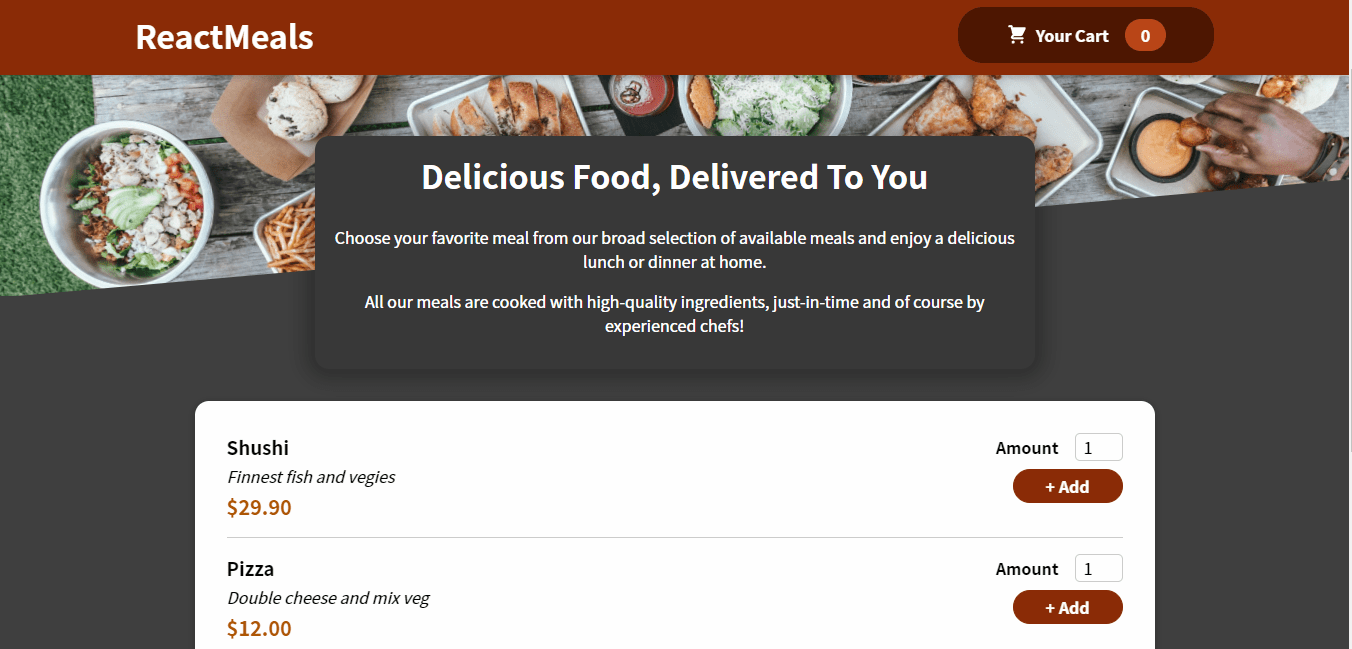 ReactMeals
Your Cart 0
Delicious Food, Delivered To You
Choose your favorite meal from our broad selection of available meals and enjoy a delicious
lunch or dinner at home.
All our meals are cooked with high-quality ingredients, just-in-time and of course by
experienced chefs!
Shushi
Amount 1
Finnest fish and vegies
+ Add
$29.90
Pizza
Amount 1
Double cheese and mix veg
+ Add
$12.00